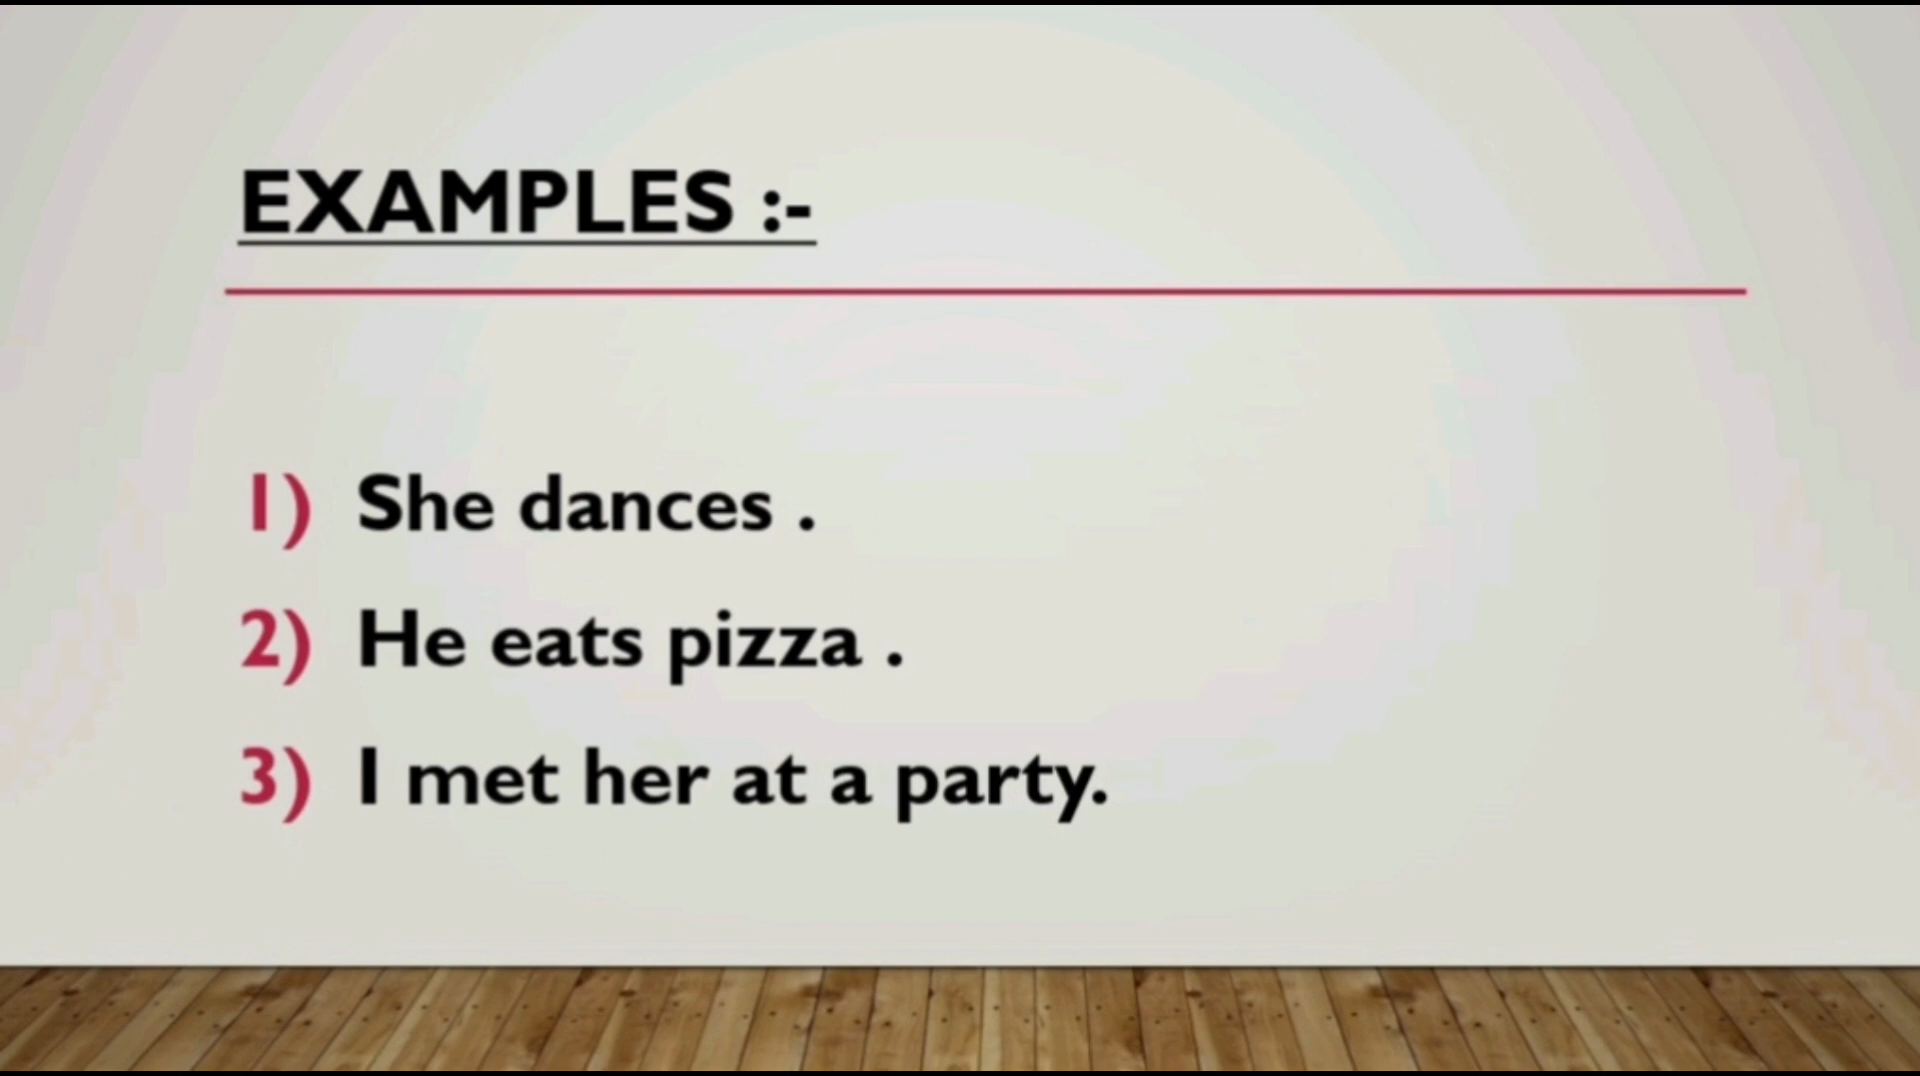 EXAMPLES :-
1) She dances .
2) He eats pizza .
3) I met her at a party.